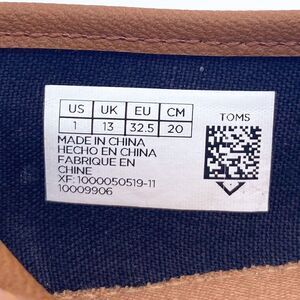 US UK EU CM
1 13 32.5 20
TOMS
MADE IN CHINA
HECHO EN CHINA
FABRIQUE EN
CHINE
XF: 1000050519-11
10009906